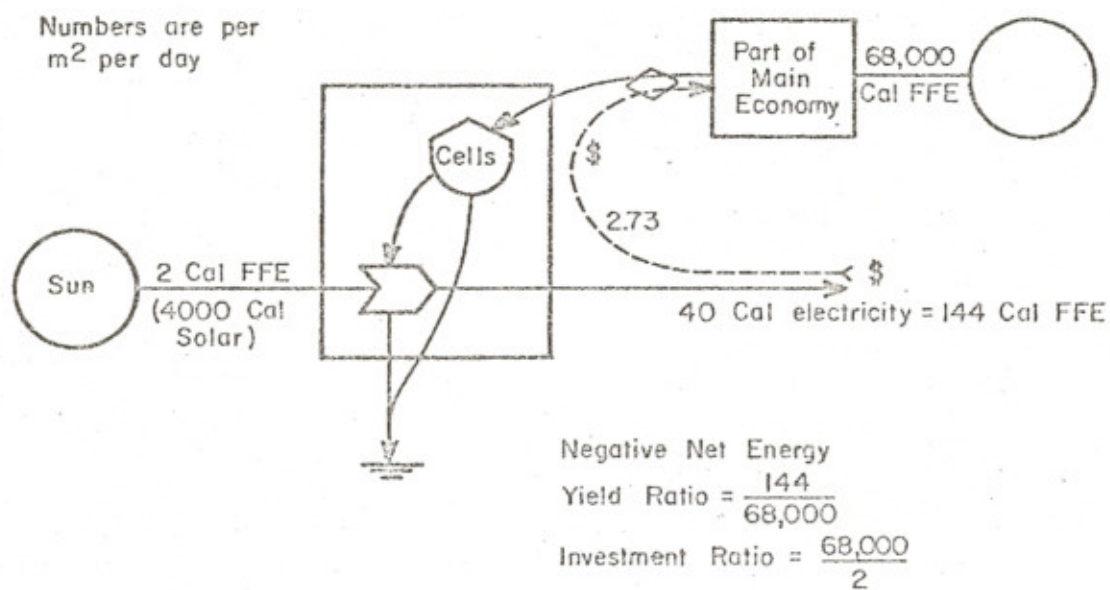 Numbers are per
m² per day
Part of
Main
Economy
68,000
Cal FFE
Cells
$
2.73
Sun
2 Cal FFE
(4000 Cal
Solar)
$
40 Cal electricity = 144 Cal FFE
Negative Net Energy
Yield Ratio = 144
68,000
Investment Ratio = 68,000
2